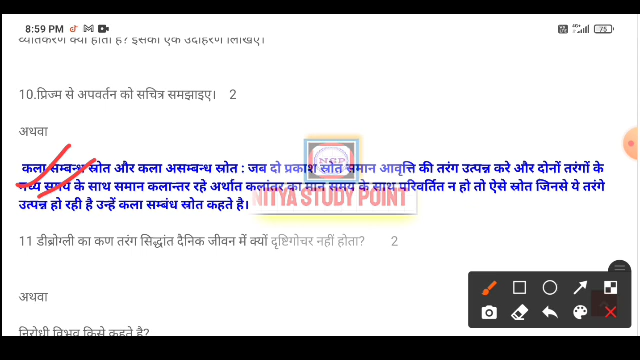 8:59 PM
75
व्यतिकरण क्या होता है? इसका एक उदाहरण लिखिए।
10.प्रिज्म से अपवर्तन को सचित्र समझाइए। 2
अथवा
कला सम्बन्ध स्रोत और कला असम्बन्ध स्रोत : जब दो प्रकाश स्रोत समान आवृत्ति की तरंग उत्पन्न करे और दोनों तरंगों के
मध्य समय के साथ समान कलान्तर रहे अर्थात कलांतर का मान समय के साथ परिवर्तित न हो तो ऐसे स्रोत जिनसे ये तरंगे
उत्पन्न हो रही है उन्हें कला सम्बंध स्रोत कहते है।
NSP
NITYA STUDY POINT
11 डीब्रोग्ली का कण तरंग सिद्धांत दैनिक जीवन में क्यों दृष्टिगोचर नहीं होता? 2
अथवा
निरोधी विभव किसे कहते है?